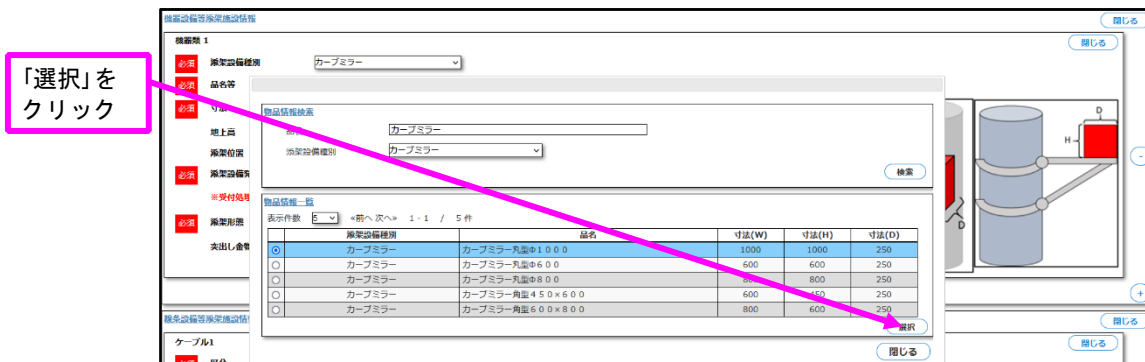 機器設備等添架施設情報
閉じる
機器類 1
閉じる
必須 添架設備種別 カーブミラー
「選択」を
クリック
必須 品名等
必須
物品情報検索
カーブミラー
地上高
添架位置
添架設備種別 カーブミラー
必須 添架設備
検索
※受付処理
物品情報一覧
必須 添架形態
表示件数 5 «前へ 次へ» 1 - 1 / 5 件
添架設備種別 品名 寸法(W) 寸法(H) 寸法(D)
突出し金物
カーブミラー カーブミラー丸型Φ1000 1000 1000 250
カーブミラー カーブミラー丸型Φ600 600 600 250
カーブミラー カーブミラー丸型Φ800 800 800 250
カーブミラー カーブミラー角型450×600 600 450 250
カーブミラー カーブミラー角型600×800 800 600 250
選択
閉じる
D
H
D
-
+
線条設備等添架施設情
閉じる
ケーブル1
閉じる